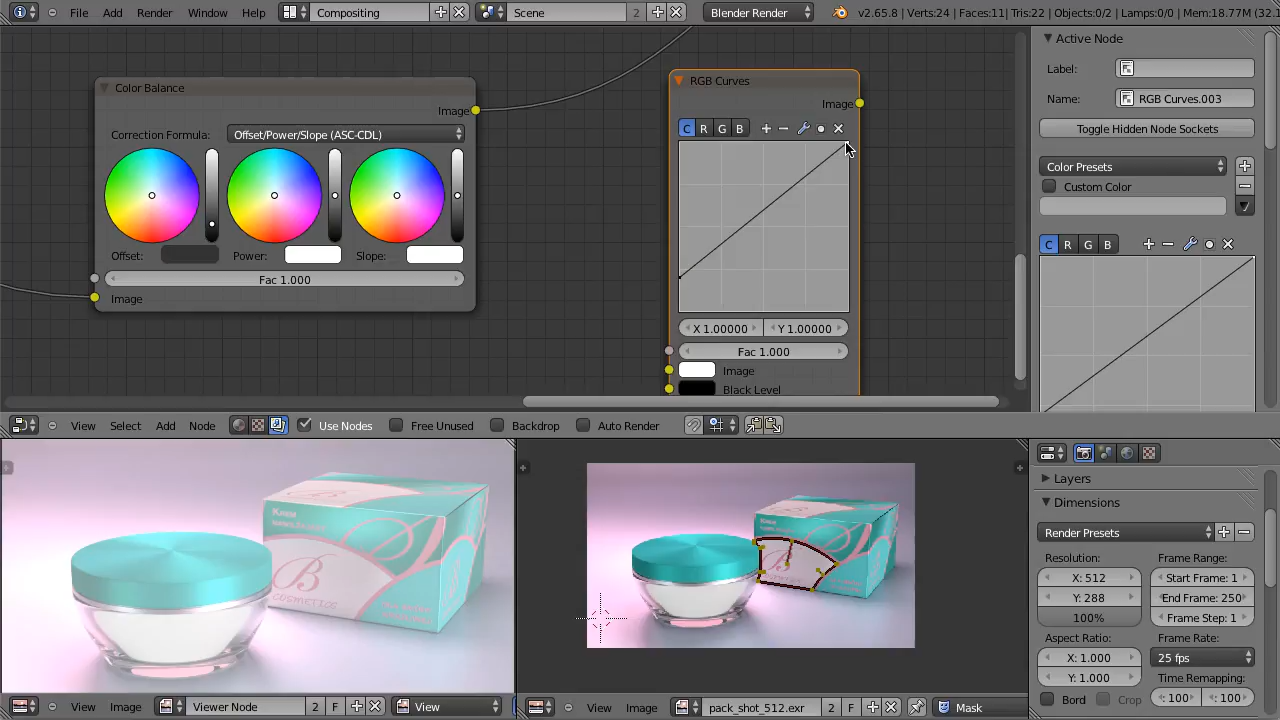 File Add Render Window Help Compositing Scene 2 Blender Render v2.65.8 | Verts:24 | Faces:11 | Tris:22 | Objects:0/2 | Lamps:0/0 | Mem:18.77M (32.1
Color Balance
Image
Correction Formula: Offset/Power/Slope (ASC-CDL)
Offset: Power: Slope:
Fac 1.000
Image
RGB Curves
Image
C R G B
X 1.00000 Y 1.00000
Fac 1.000
Image
Black Level
Active Node
Label:
Name: RGB Curves.003
Toggle Hidden Node Sockets
Color Presets
Custom Color
C R G B
View Select Add Node Use Nodes Free Unused Backdrop Auto Render
B
COSMETICS
Layers
Dimensions
Render Presets
Resolution: Frame Range:
X: 512 Start Frame: 1
Y: 288 End Frame: 250
100% Frame Step: 1
Aspect Ratio: Frame Rate:
X: 1.000 25 fps
Y: 1.000 Time Remapping:
Bord Crop : 100 : 100
View Image Viewer Node 2 F View
View Image pack_shot_512.exr 2 F Mask